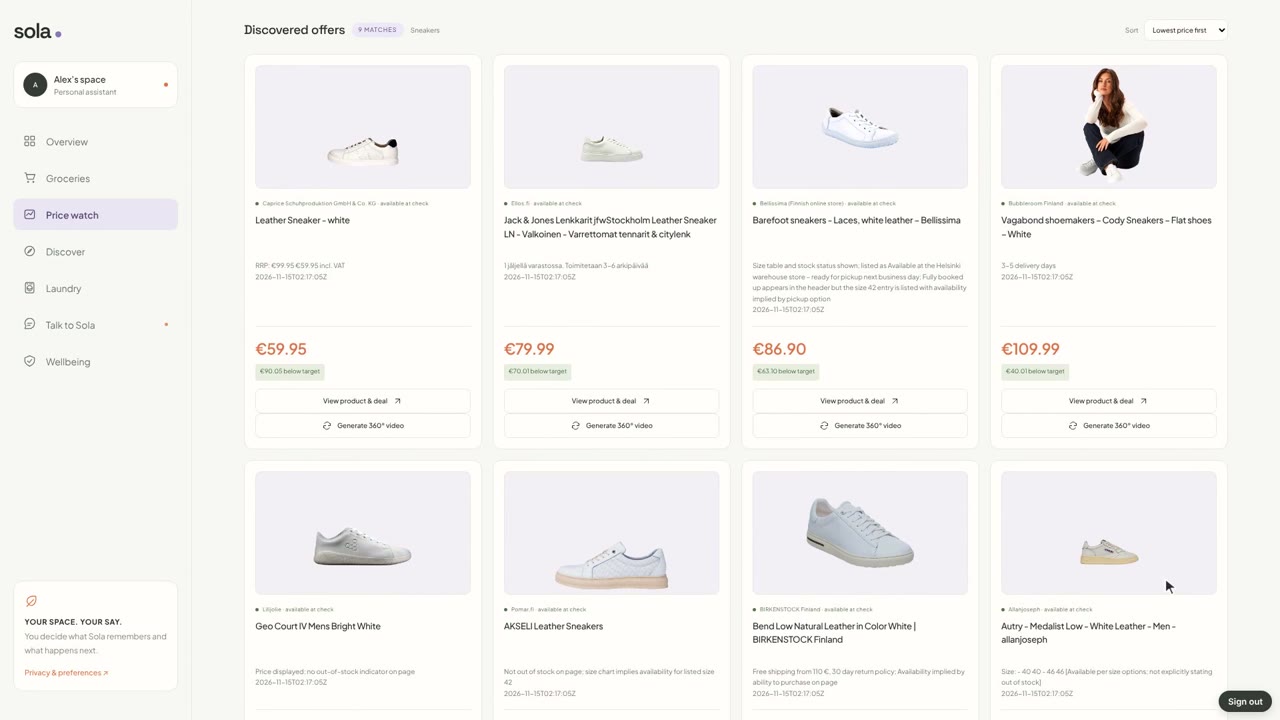 sola
A
Alex's space
Personal assistant
Overview
Groceries
Price watch
Discover
Laundry
Talk to Sola
Wellbeing
YOUR SPACE. YOUR SAY.
You decide what Sola remembers and
what happens next.
Privacy & preferences ↗
Discovered offers
9 MATCHES
Sneakers
Sort
Lowest price first
Caprice Schuhproduktion GmbH & Co. KG · available at check
Leather Sneaker - white
RRP: €99.95 €59.95 incl. VAT
2026-11-15T02:17:05Z
€59.95
€90.05 below target
View product & deal
Generate 360° video
Ellos.fi · available at check
Jack & Jones Lenkkarit jfwStockholm Leather Sneaker
LN - Valkoinen - Varrettomat tennarit & citylenk
1 jäljellä varastossa. Toimitetaan 3-6 arkipäivää
2026-11-15T02:17:05Z
€79.99
€70.01 below target
View product & deal
Generate 360° video
Bellissima (Finnish online store) · available at check
Barefoot sneakers - Laces, white leather – Bellissima
Size table and stock status shown, listed as Available at the Helsinki
warehouse store – ready for pickup next business day; Fully booked
up appears in the header but the size 42 entry is listed with availability
implied by pickup option
2026-11-15T02:17:05Z
€86.90
€63.10 below target
View product & deal
Generate 360° video
Bubbleroom Finland · available at check
Vagabond shoemakers – Cody Sneakers – Flat shoes
– White
3-5 delivery days
2026-11-15T02:17:05Z
€109.99
€40.01 below target
View product & deal
Generate 360° video
Liljolie · available at check
Geo Court IV Mens Bright White
Price displayed; no out-of-stock indicator on page
2026-11-15T02:17:05Z
Pomar.fi · available at check
AKSELI Leather Sneakers
Not out of stock on page; size chart implies availability for listed size
42
2026-11-15T02:17:05Z
BIRKENSTOCK Finland · available at check
Bend Low Natural Leather in Color White |
BIRKENSTOCK Finland
Free shipping from 110 €, 30 day return policy; Availability implied by
ability to purchase on page
2026-11-15T02:17:05Z
Allanjoseph · available at check
Autry - Medalist Low - White Leather - Men -
allanjoseph
Size: - 40 40 - 46 46 [Available per size options; not explicitly stating
out of stock]
2026-11-15T02:17:05Z
Sign out